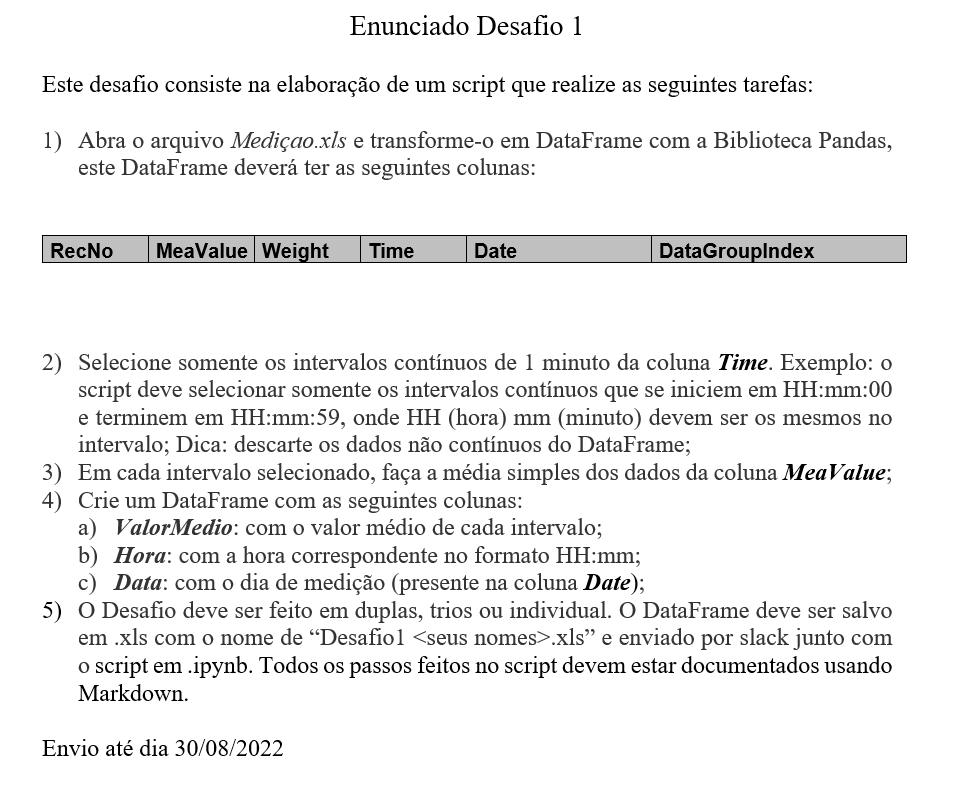 Enunciado Desafio 1
Este desafio consiste na elaboração de um script que realize as seguintes tarefas:
1) Abra o arquivo Mediçao.xls e transforme-o em DataFrame com a Biblioteca Pandas,
este DataFrame deverá ter as seguintes colunas:
RecNo MeaValue Weight Time Date DataGroupIndex
2) Selecione somente os intervalos contínuos de 1 minuto da coluna Time. Exemplo: o
script deve selecionar somente os intervalos contínuos que se iniciem em HH:mm:00
e terminem em HH:mm:59, onde HH (hora) mm (minuto) devem ser os mesmos no
intervalo; Dica: descarte os dados não contínuos do DataFrame;
3) Em cada intervalo selecionado, faça a média simples dos dados da coluna MeaValue;
4) Crie um DataFrame com as seguintes colunas:
a) ValorMedio: com o valor médio de cada intervalo;
b) Hora: com a hora correspondente no formato HH:mm;
c) Data: com o dia de medição (presente na coluna Date);
5) O Desafio deve ser feito em duplas, trios ou individual. O DataFrame deve ser salvo
em .xls com o nome de “Desafio1 <seus nomes>.xls” e enviado por slack junto com
o script em .ipynb. Todos os passos feitos no script devem estar documentados usando
Markdown.
Envio até dia 30/08/2022